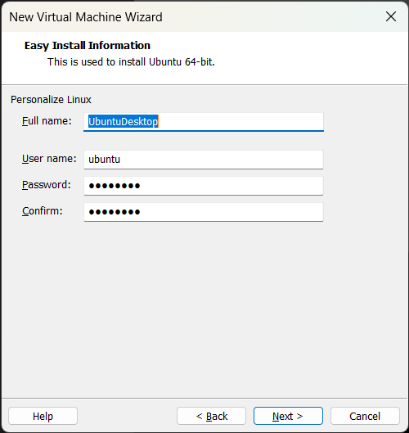 New Virtual Machine Wizard
Easy Install Information
This is used to install Ubuntu 64-bit.
Personalize Linux
Full name: UbuntuDesktop
User name: ubuntu
Password: ●●●●●●●●
Confirm: ●●●●●●●●
Help < Back Next > Cancel